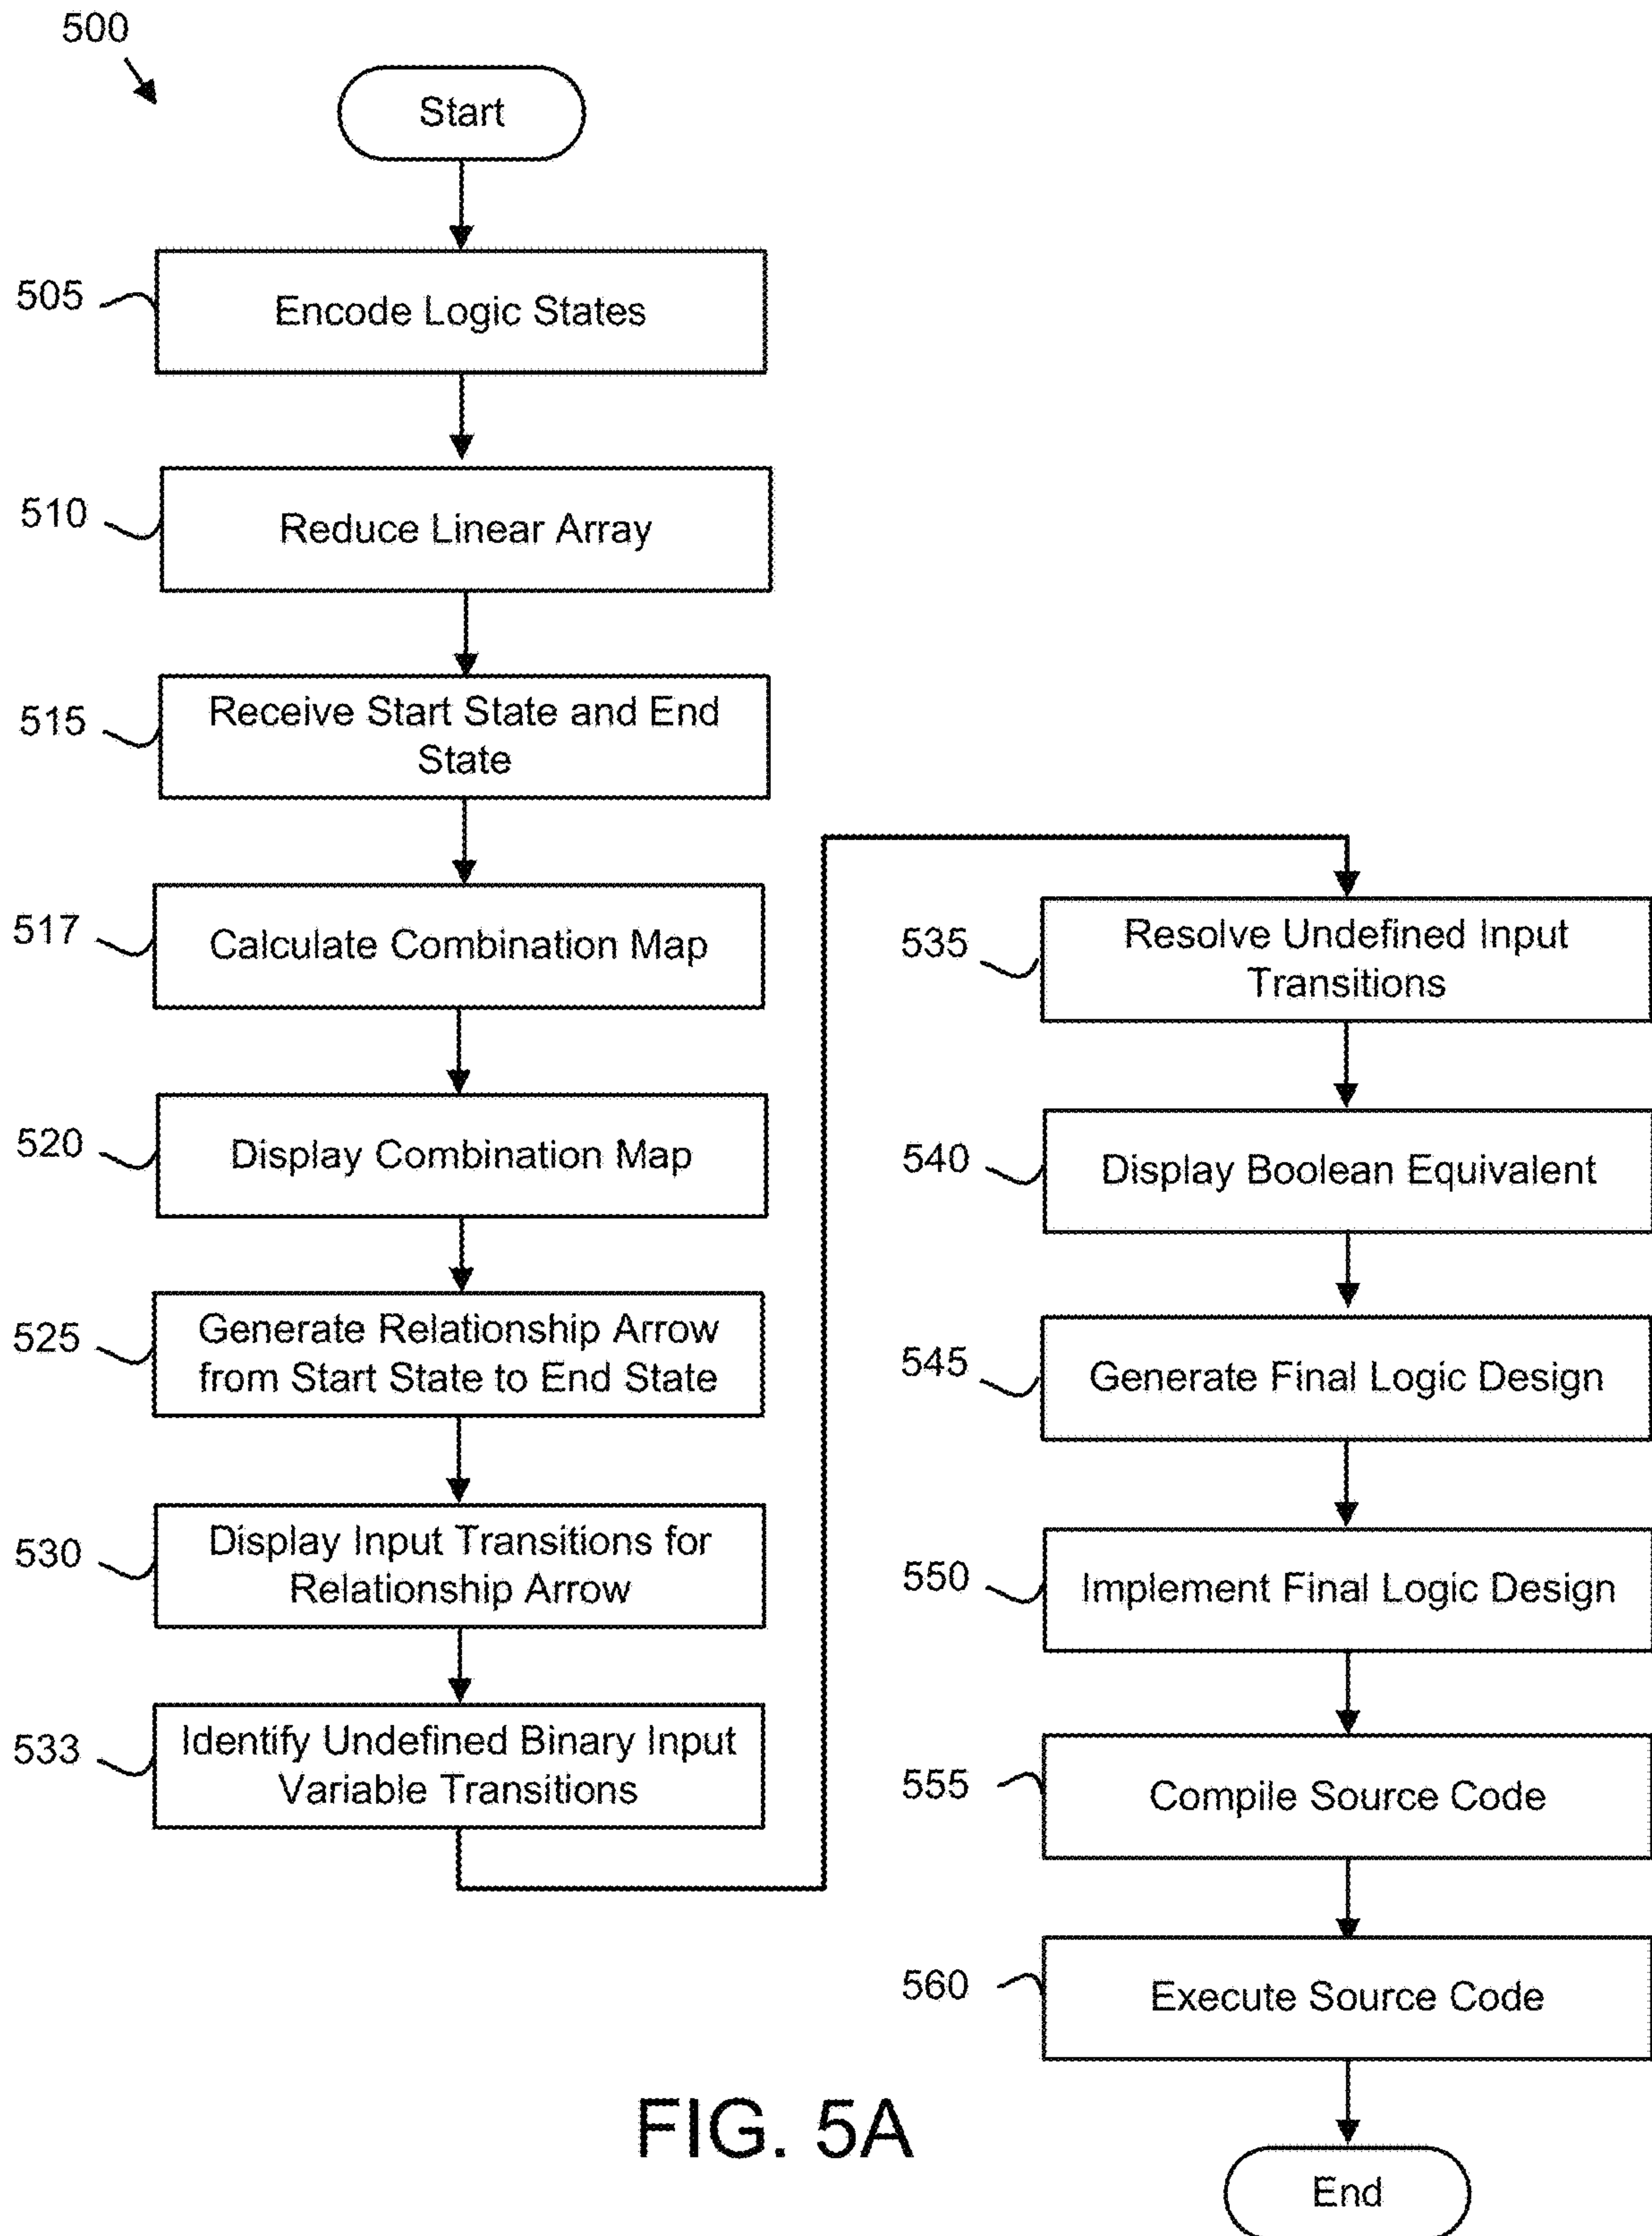 500
Start
505
Encode Logic States
510
Reduce Linear Array
515
Receive Start State and End
State
517
Calculate Combination Map
520
Display Combination Map
525
Generate Relationship Arrow
from Start State to End State
530
Display Input Transitions for
Relationship Arrow
533
Identify Undefined Binary Input
Variable Transitions
535
Resolve Undefined Input
Transitions
540
Display Boolean Equivalent
545
Generate Final Logic Design
550
Implement Final Logic Design
555
Compile Source Code
560
Execute Source Code
End
FIG. 5A